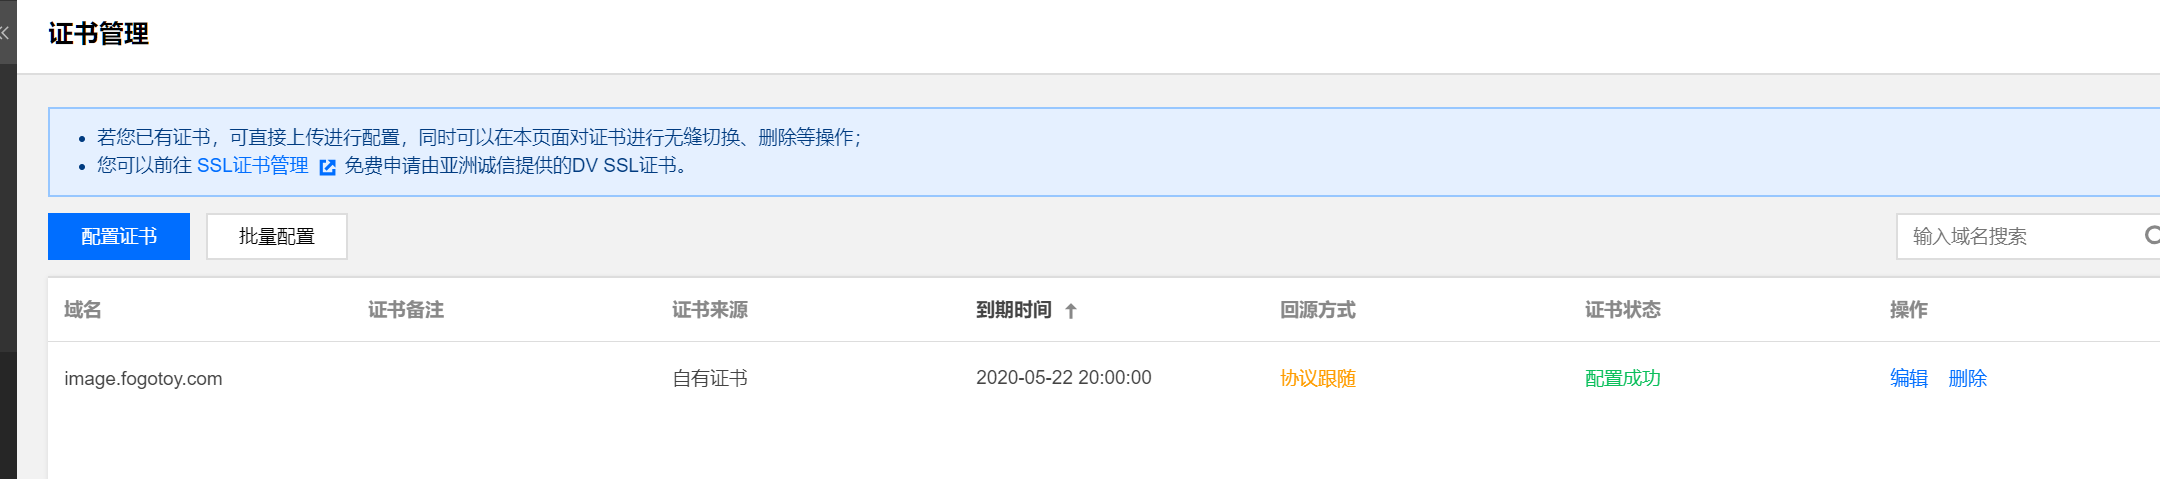 证书管理
若您已有证书，可直接上传进行配置，同时可以在本页面对证书进行无缝切换、删除等操作；
您可以前往 SSL证书管理 免费申请由亚洲诚信提供的DV SSL证书。
配置证书 批量配置 输入域名搜索
域名 证书备注 证书来源 到期时间 回源方式 证书状态 操作
image.fogotoy.com 自有证书 2020-05-22 20:00:00 协议跟随 配置成功 编辑 删除